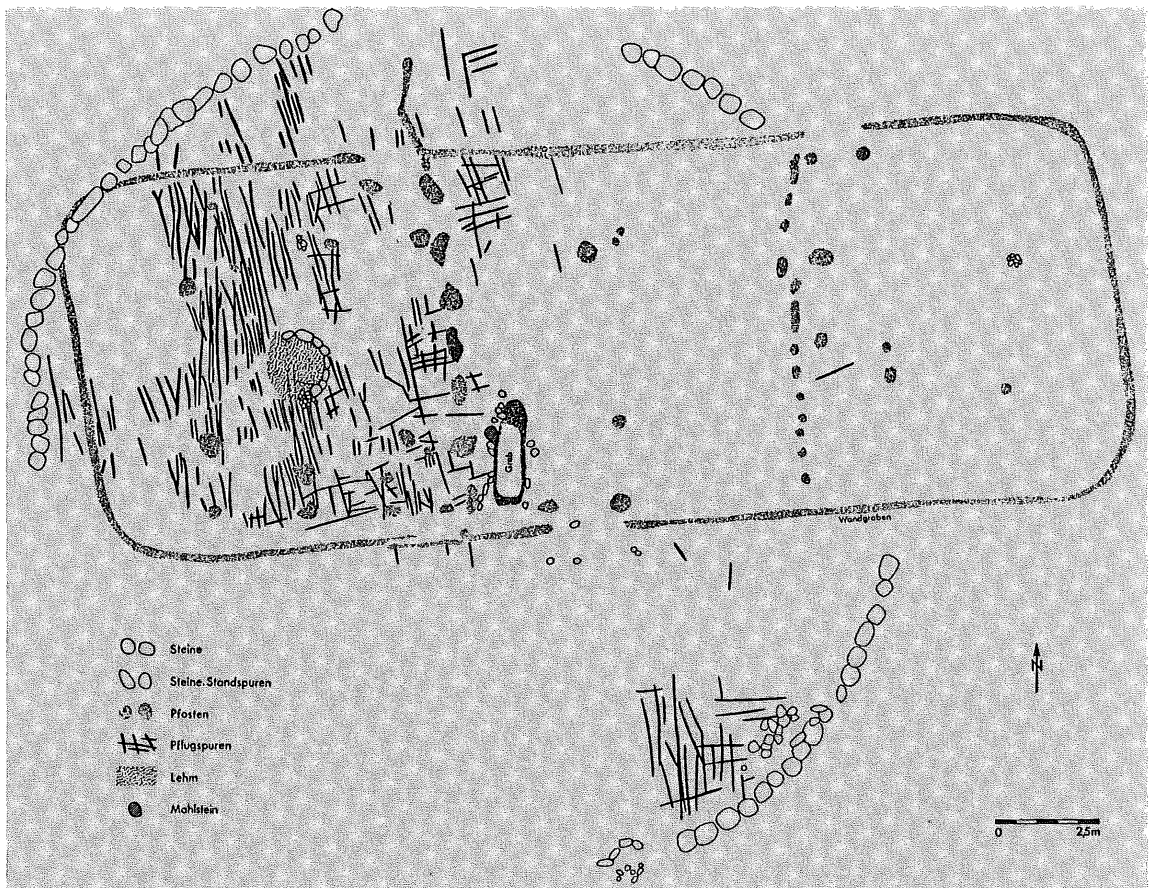 Grab
Wandgraben
Steine
Steine.Standspuren
Pfosten
Pflugspuren
Lehm
Mahlstein
N
0 2,5m